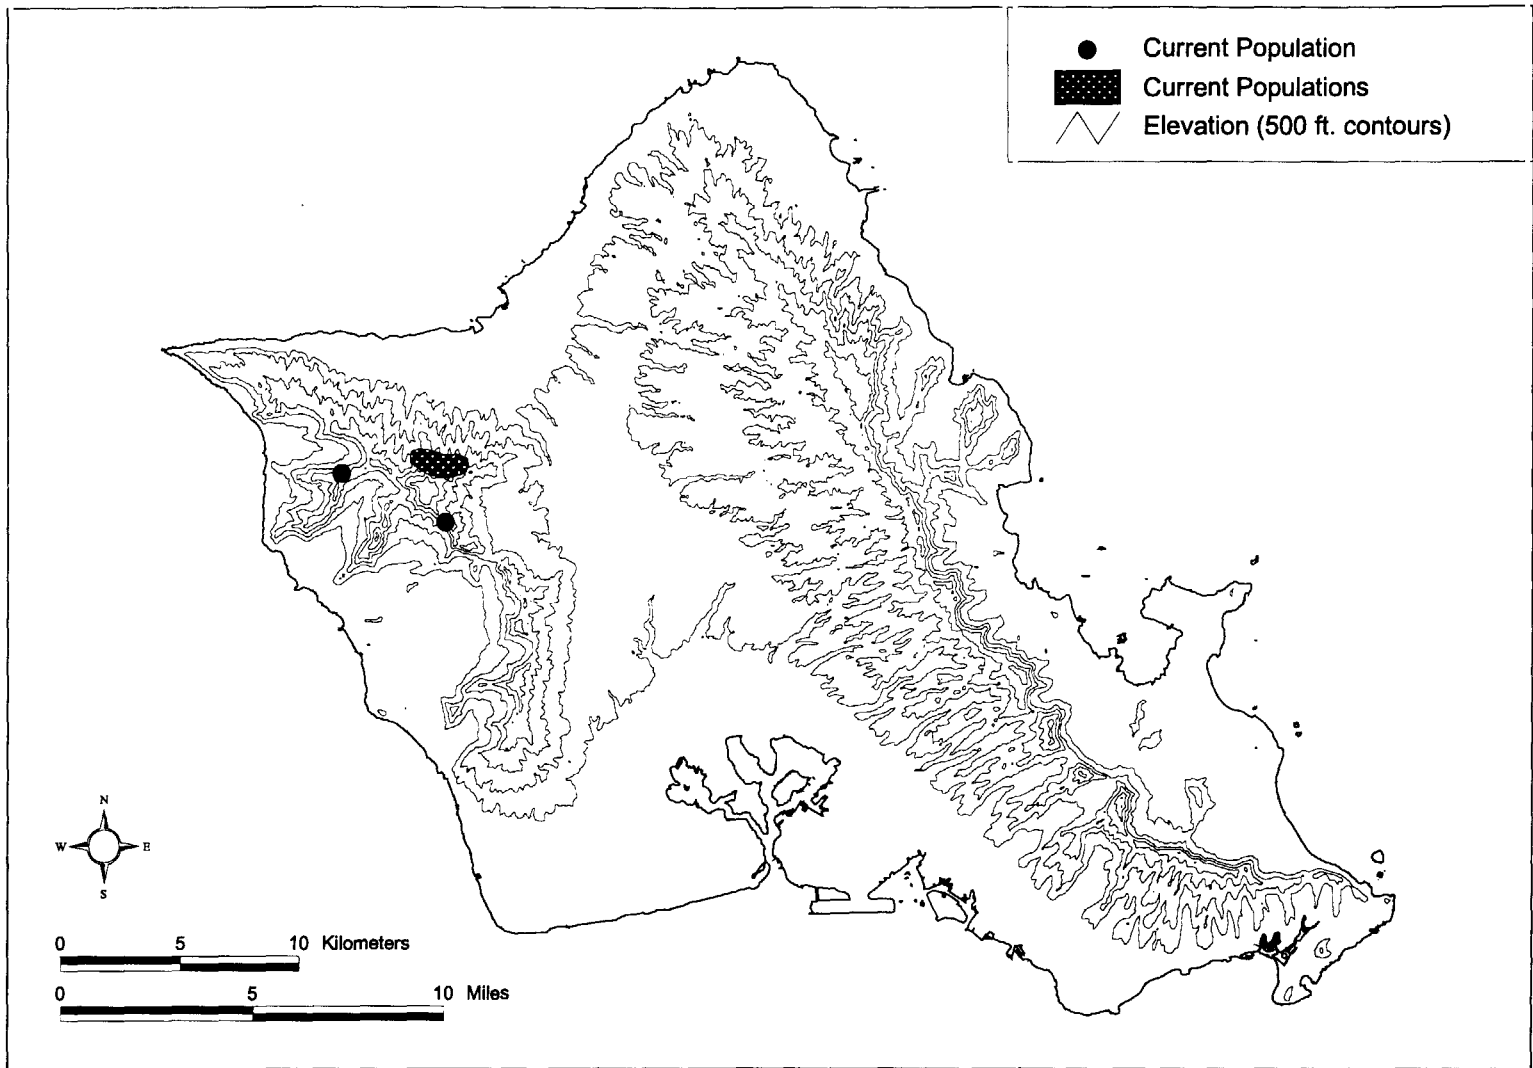 Current Population
Current Populations
Elevation (500 ft. contours)
N
W E
S
0 5 10 Kilometers
0 5 10 Miles